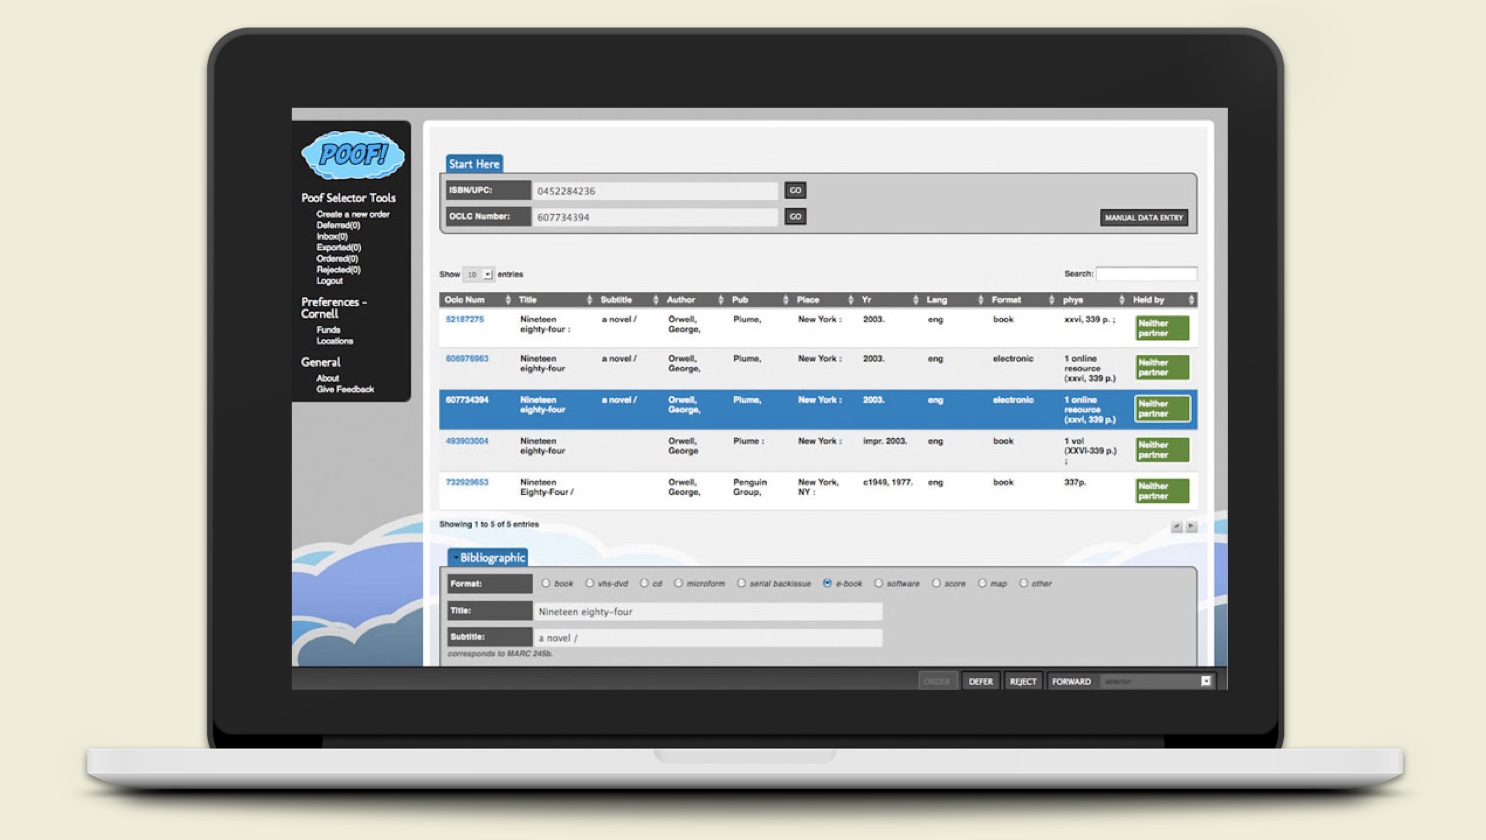 POOF!
Poof Selector Tools
Create a new order
Deferred(0)
Inbox(0)
Exported(0)
Ordered(0)
Rejected(0)
Logout
Preferences -
Cornell
Funds
Locations
General
About
Give Feedback
Start Here
ISBN/UPC: 0452284236 GO
OCLC Number: 607734394 GO MANUAL DATA ENTRY
Show 10 entries Search:
Oclc Num Title Subtitle Author Pub Place Yr Lang Format phys Held by
52187275 Nineteen a novel / Orwell, Plume, New York : 2003. eng book xxvi, 339 p. ; Neither
eighty-four : George, partner
606976963 Nineteen a novel / Orwell, Plume, New York : 2003. eng electronic 1 online Neither
eighty-four George, resource partner
(xxvi, 339 p.)
607734394 Nineteen a novel / Orwell, Plume, New York : 2003. eng electronic 1 online Neither
eighty-four George, resource partner
(xxvi, 339 p.)
493903004 Nineteen Orwell, Plume : New York : impr. 2003. eng book 1 vol Neither
eighty-four George (XXVI-339 p.) partner
;
732929653 Nineteen Orwell, Penguin New York, c1949, 1977. eng book 337p. Neither
Eighty-Four / George, Group, NY : partner
Showing 1 to 5 of 5 entries
Bibliographic
Format: book vhs-dvd cd microform serial backissue e-book software score map other
Title: Nineteen eighty-four
Subtitle: a novel /
corresponds to MARC 245b.
ORDER DEFER REJECT FORWARD selector